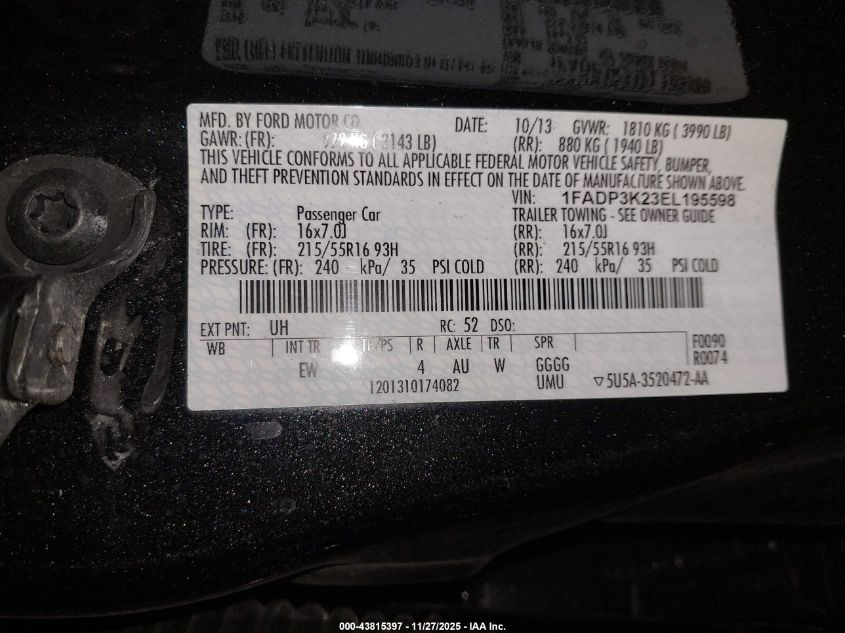 MFD. BY FORD MOTOR CO. DATE: 10/13 GVWR: 1810 KG ( 3990 LB)
GAWR: (FR): KG ( 2143 LB) (RR): 880 KG ( 1940 LB)
THIS VEHICLE CONFORMS TO ALL APPLICABLE FEDERAL MOTOR VEHICLE SAFETY, BUMPER,
AND THEFT PREVENTION STANDARDS IN EFFECT ON THE DATE OF MANUFACTURE SHOWN ABOVE.
VIN: 1FADP3K23EL195598
TYPE: Passenger Car TRAILER TOWING - SEE OWNER GUIDE
RIM: (FR): 16x7.0J (RR): 16x7.0J
TIRE: (FR): 215/55R16 93H (RR): 215/55R16 93H
PRESSURE: (FR): 240 kPa/ 35 PSI COLD (RR): 240 kPa/ 35 PSI COLD
EXT PNT: UH RC: 52 DSO:
WB INT TR TP/PS R AXLE TR SPR F0090
EW 4 AU W GGGG R0074
1201310174082 UMU ▽5U5A-3520472-AA
000-43815397 - 11/27/2025 - IAA, Inc.